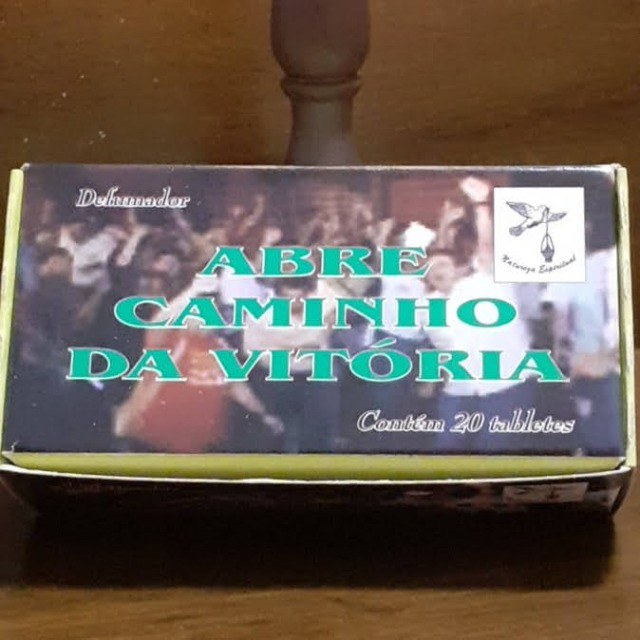 Defumador
Natureza Espiritual
ABRE
CAMINHO
DA VITÓRIA
Contém 20 tabletes